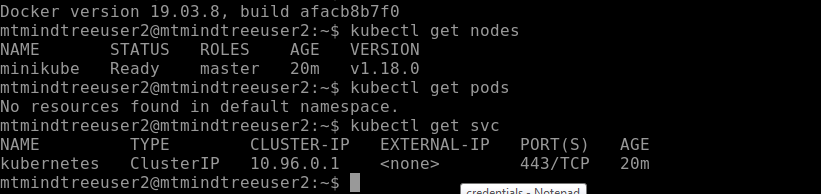 Docker version 19.03.8, build afacb8b7f0
mtmindtreeuser2@mtmindtreeuser2:~$ kubectl get nodes
NAME       STATUS   ROLES    AGE   VERSION
minikube   Ready    master   20m   v1.18.0
mtmindtreeuser2@mtmindtreeuser2:~$ kubectl get pods
No resources found in default namespace.
mtmindtreeuser2@mtmindtreeuser2:~$ kubectl get svc
NAME         TYPE        CLUSTER-IP   EXTERNAL-IP   PORT(S)   AGE
kubernetes   ClusterIP   10.96.0.1    <none>        443/TCP   20m
mtmindtreeuser2@mtmindtreeuser2:~$
credentials - Notepad